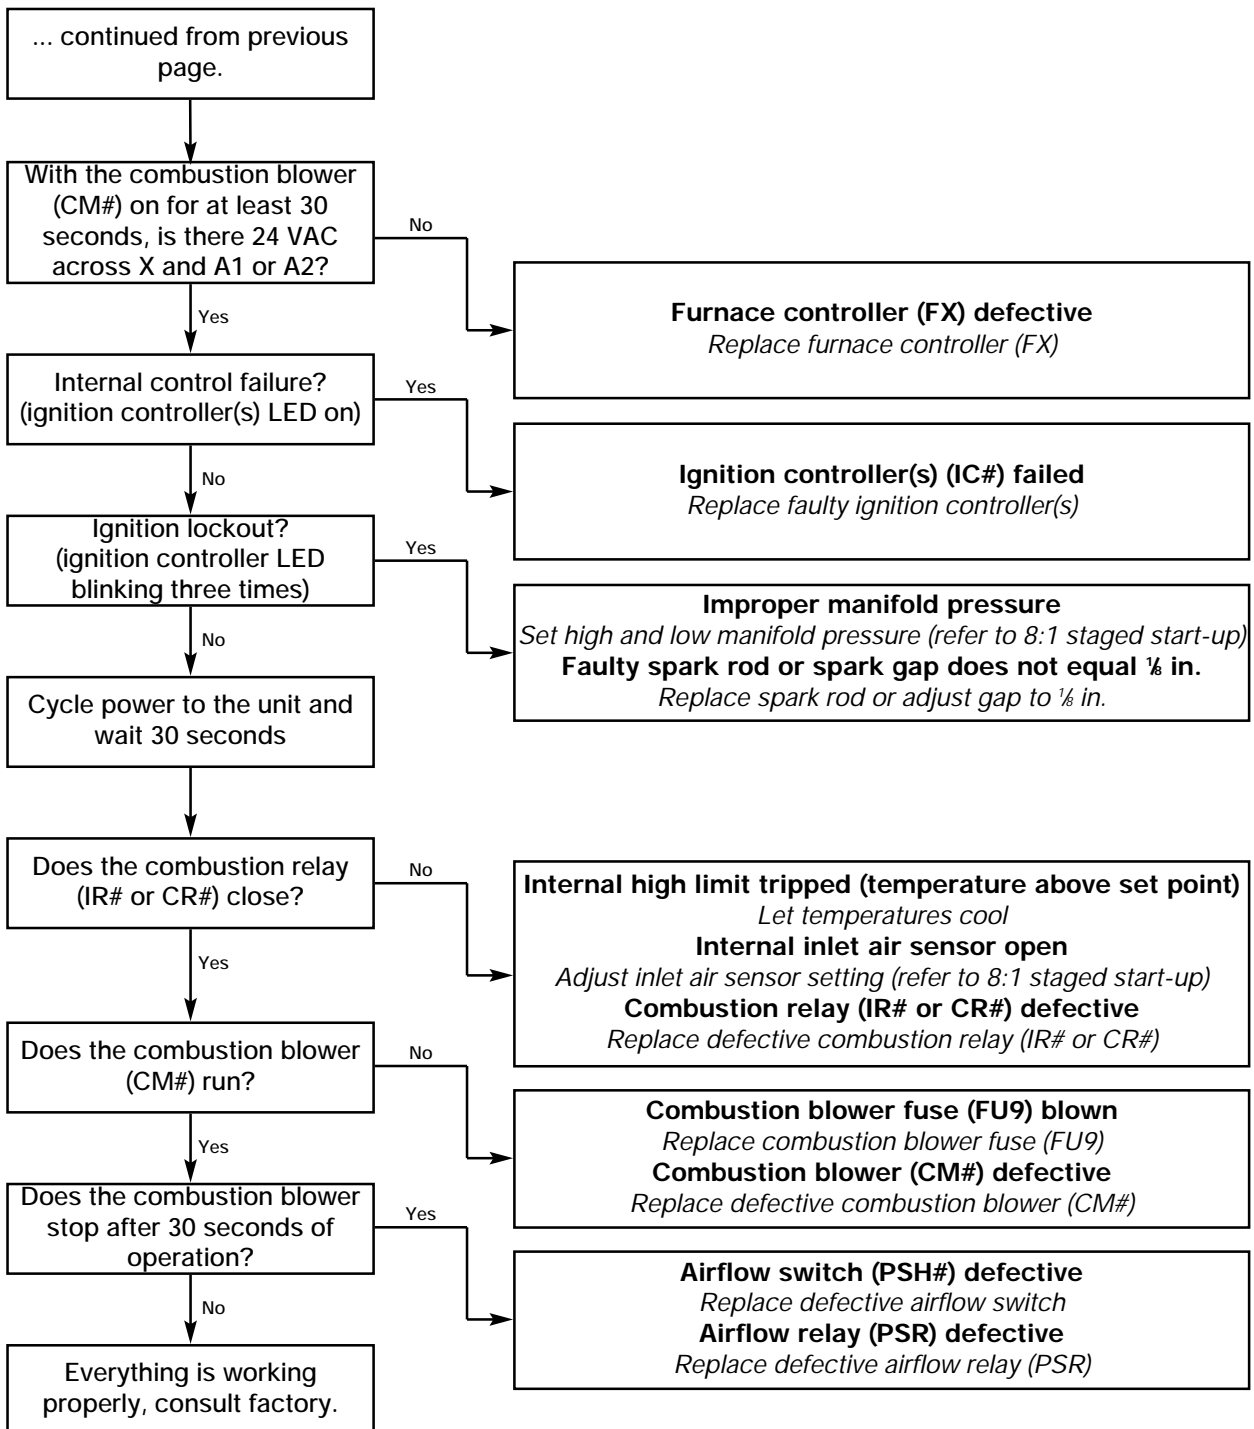 ... continued from previous
page.
With the combustion blower
(CM#) on for at least 30
seconds, is there 24 VAC
across X and A1 or A2?
No
Furnace controller (FX) defective
Replace furnace controller (FX)
Yes
Internal control failure?
(ignition controller(s) LED on)
Yes
Ignition controller(s) (IC#) failed
Replace faulty ignition controller(s)
No
Ignition lockout?
(ignition controller LED
blinking three times)
Yes
Improper manifold pressure
Set high and low manifold pressure (refer to 8:1 staged start-up)
Faulty spark rod or spark gap does not equal ⅛ in.
Replace spark rod or adjust gap to ⅛ in.
No
Cycle power to the unit and
wait 30 seconds
Does the combustion relay
(IR# or CR#) close?
No
Internal high limit tripped (temperature above set point)
Let temperatures cool
Internal inlet air sensor open
Adjust inlet air sensor setting (refer to 8:1 staged start-up)
Combustion relay (IR# or CR#) defective
Replace defective combustion relay (IR# or CR#)
Yes
Does the combustion blower
(CM#) run?
No
Combustion blower fuse (FU9) blown
Replace combustion blower fuse (FU9)
Combustion blower (CM#) defective
Replace defective combustion blower (CM#)
Yes
Does the combustion blower
stop after 30 seconds of
operation?
Yes
Airflow switch (PSH#) defective
Replace defective airflow switch
Airflow relay (PSR) defective
Replace defective airflow relay (PSR)
No
Everything is working
properly, consult factory.